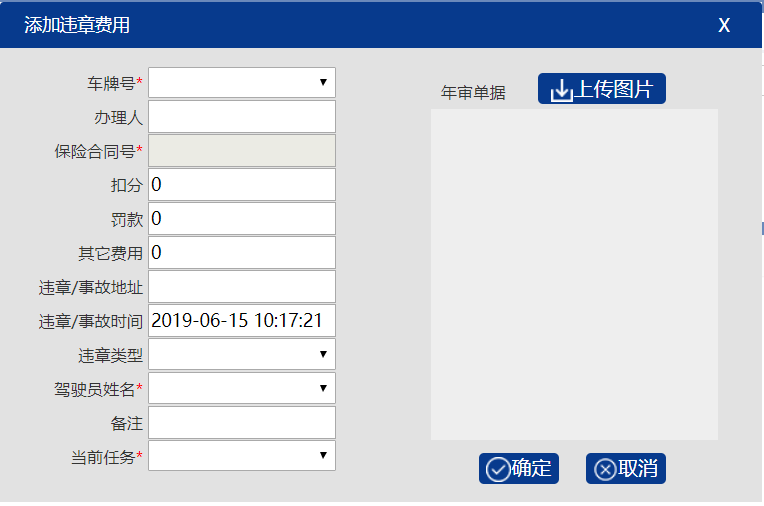 添加违章费用 X
车牌号*
办理人
保险合同号*
扣分 0
罚款 0
其它费用 0
违章/事故地址
违章/事故时间 2019-06-15 10:17:21
违章类型
驾驶员姓名*
备注
当前任务*
年审单据 上传图片
确定 取消